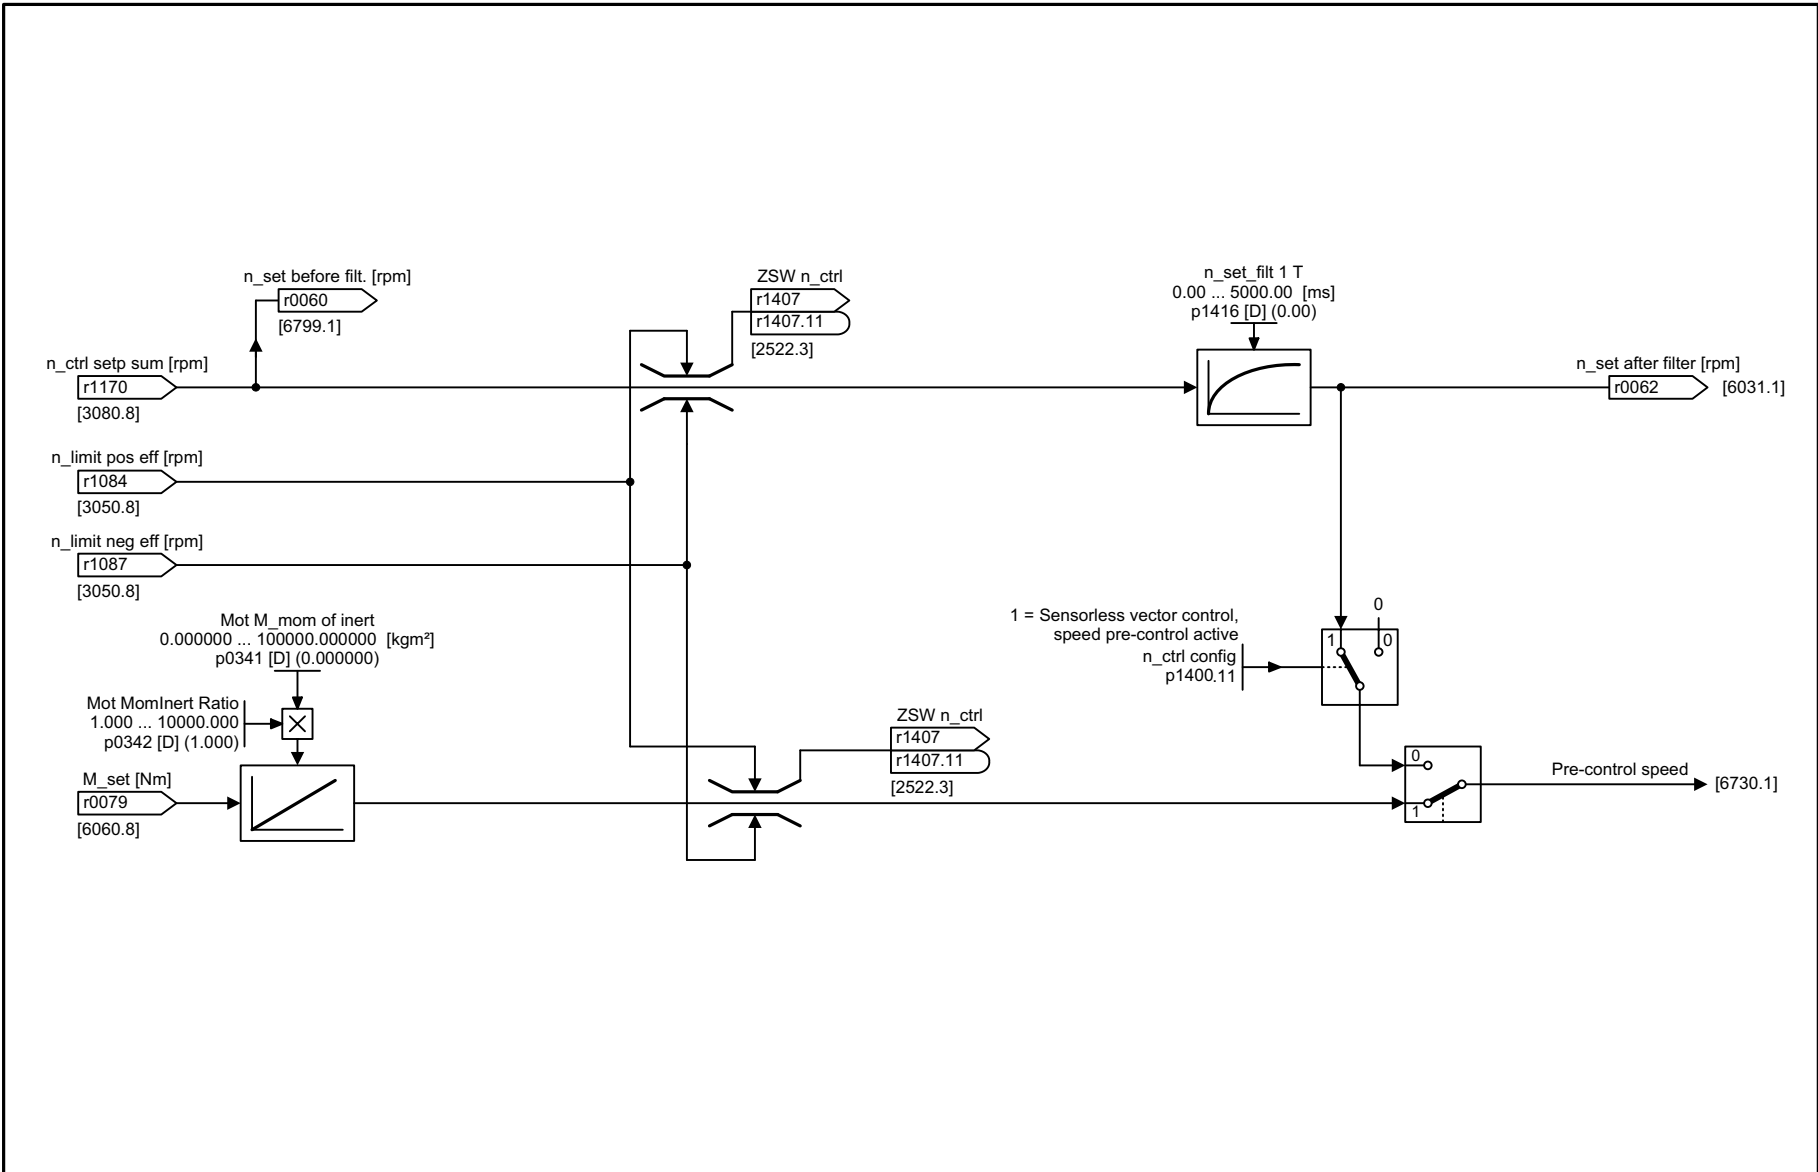 n_set before filt. [rpm]
r0060
[6799.1]
ZSW n_ctrl
r1407
r1407.11
[2522.3]
n_set_filt 1 T
0.00 ... 5000.00 [ms]
p1416 [D] (0.00)
n_ctrl setp sum [rpm]
r1170
[3080.8]
n_set after filter [rpm]
r0062
[6031.1]
n_limit pos eff [rpm]
r1084
[3050.8]
n_limit neg eff [rpm]
r1087
[3050.8]
Mot M_mom of inert
0.000000 ... 100000.000000 [kgm²]
p0341 [D] (0.000000)
1 = Sensorless vector control,
speed pre-control active
n_ctrl config
p1400.11
0
1
0
Mot MomInert Ratio
1.000 ... 10000.000
p0342 [D] (1.000)
ZSW n_ctrl
r1407
r1407.11
[2522.3]
M_set [Nm]
r0079
[6060.8]
0
1
Pre-control speed
[6730.1]